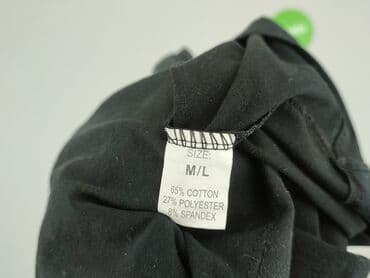 SIZE:
M/L
65% COTTON
27% POLYESTER
8% SPANDEX